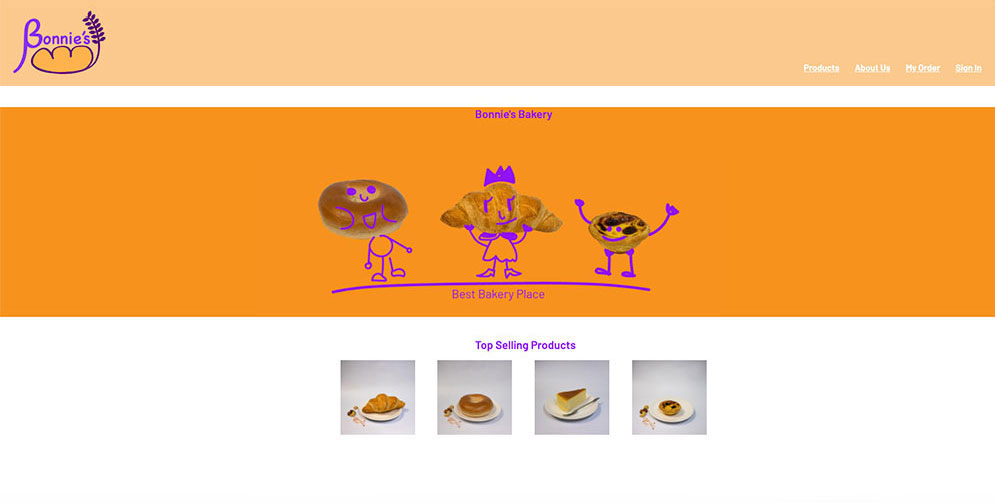 Bonnie's
Products About Us My Order Sign in
Bonnie's Bakery
Best Bakery Place
Top Selling Products